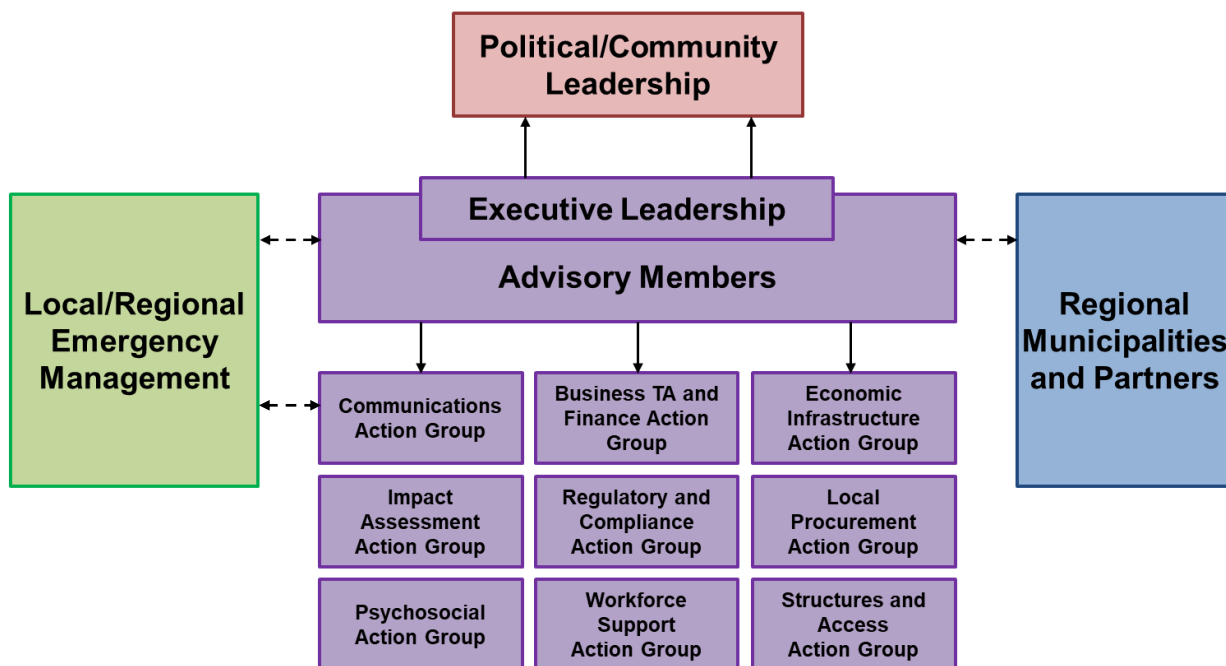 Political/Community
Leadership
Executive Leadership
Advisory Members
Local/Regional
Emergency
Management
Regional
Municipalities
and Partners
Communications
Action Group
Business TA and
Finance Action
Group
Economic
Infrastructure
Action Group
Impact
Assessment
Action Group
Regulatory and
Compliance
Action Group
Local
Procurement
Action Group
Psychosocial
Action Group
Workforce
Support
Action Group
Structures and
Access
Action Group